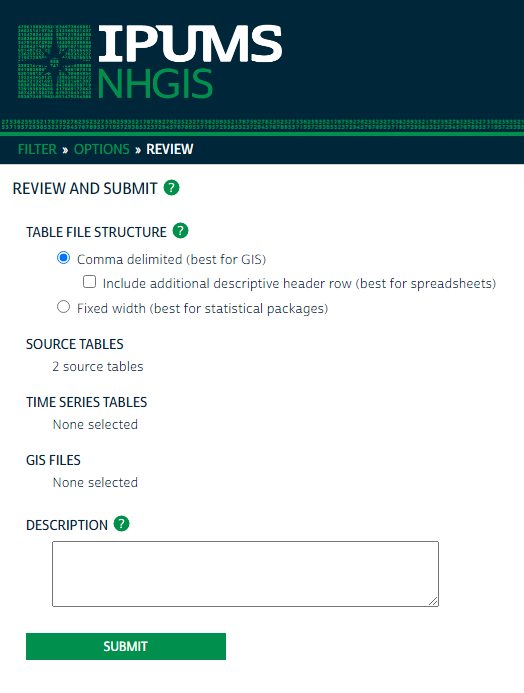 IPUMS
NHGIS
FILTER » OPTIONS » REVIEW
REVIEW AND SUBMIT ?
TABLE FILE STRUCTURE ?
Comma delimited (best for GIS)
Include additional descriptive header row (best for spreadsheets)
Fixed width (best for statistical packages)
SOURCE TABLES
2 source tables
TIME SERIES TABLES
None selected
GIS FILES
None selected
DESCRIPTION ?
SUBMIT